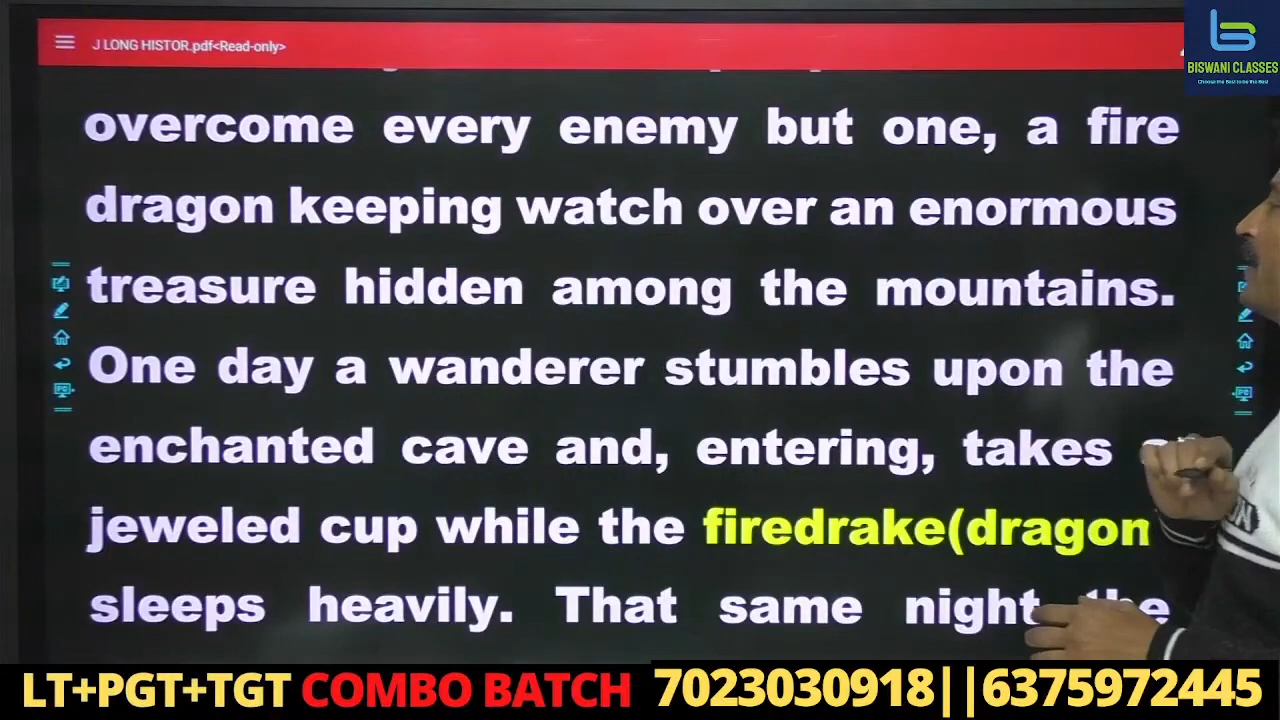 J LONG HISTOR.pdf<Read-only>
BISWANI CLASSES
overcome every enemy but one, a fire
dragon keeping watch over an enormous
treasure hidden among the mountains.
One day a wanderer stumbles upon the
enchanted cave and, entering, takes
jeweled cup while the firedrake(dragon
sleeps heavily. That same night the
LT+PGT+TGT COMBO BATCH 7023030918||6375972445